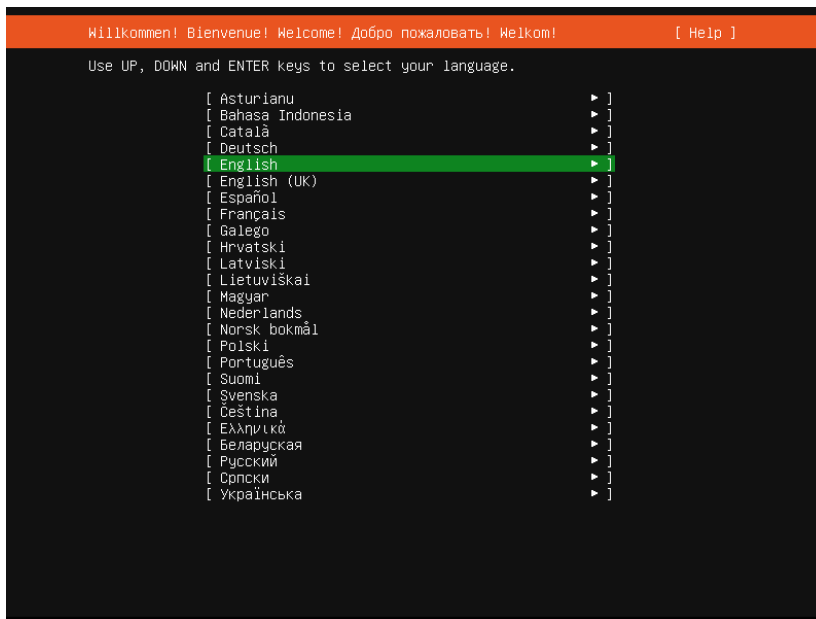 Willkommen! Bienvenue! Welcome! Добро пожаловать! Welkom! [ Help ]
Use UP, DOWN and ENTER keys to select your language.
[ Asturianu ▸ ]
[ Bahasa Indonesia ▸ ]
[ Català ▸ ]
[ Deutsch ▸ ]
[ English ▸ ]
[ English (UK) ▸ ]
[ Español ▸ ]
[ Français ▸ ]
[ Galego ▸ ]
[ Hrvatski ▸ ]
[ Latviski ▸ ]
[ Lietuviškai ▸ ]
[ Magyar ▸ ]
[ Nederlands ▸ ]
[ Norsk bokmål ▸ ]
[ Polski ▸ ]
[ Português ▸ ]
[ Suomi ▸ ]
[ Svenska ▸ ]
[ Čeština ▸ ]
[ Ελληνικά ▸ ]
[ Беларуская ▸ ]
[ Русский ▸ ]
[ Српски ▸ ]
[ Українська ▸ ]